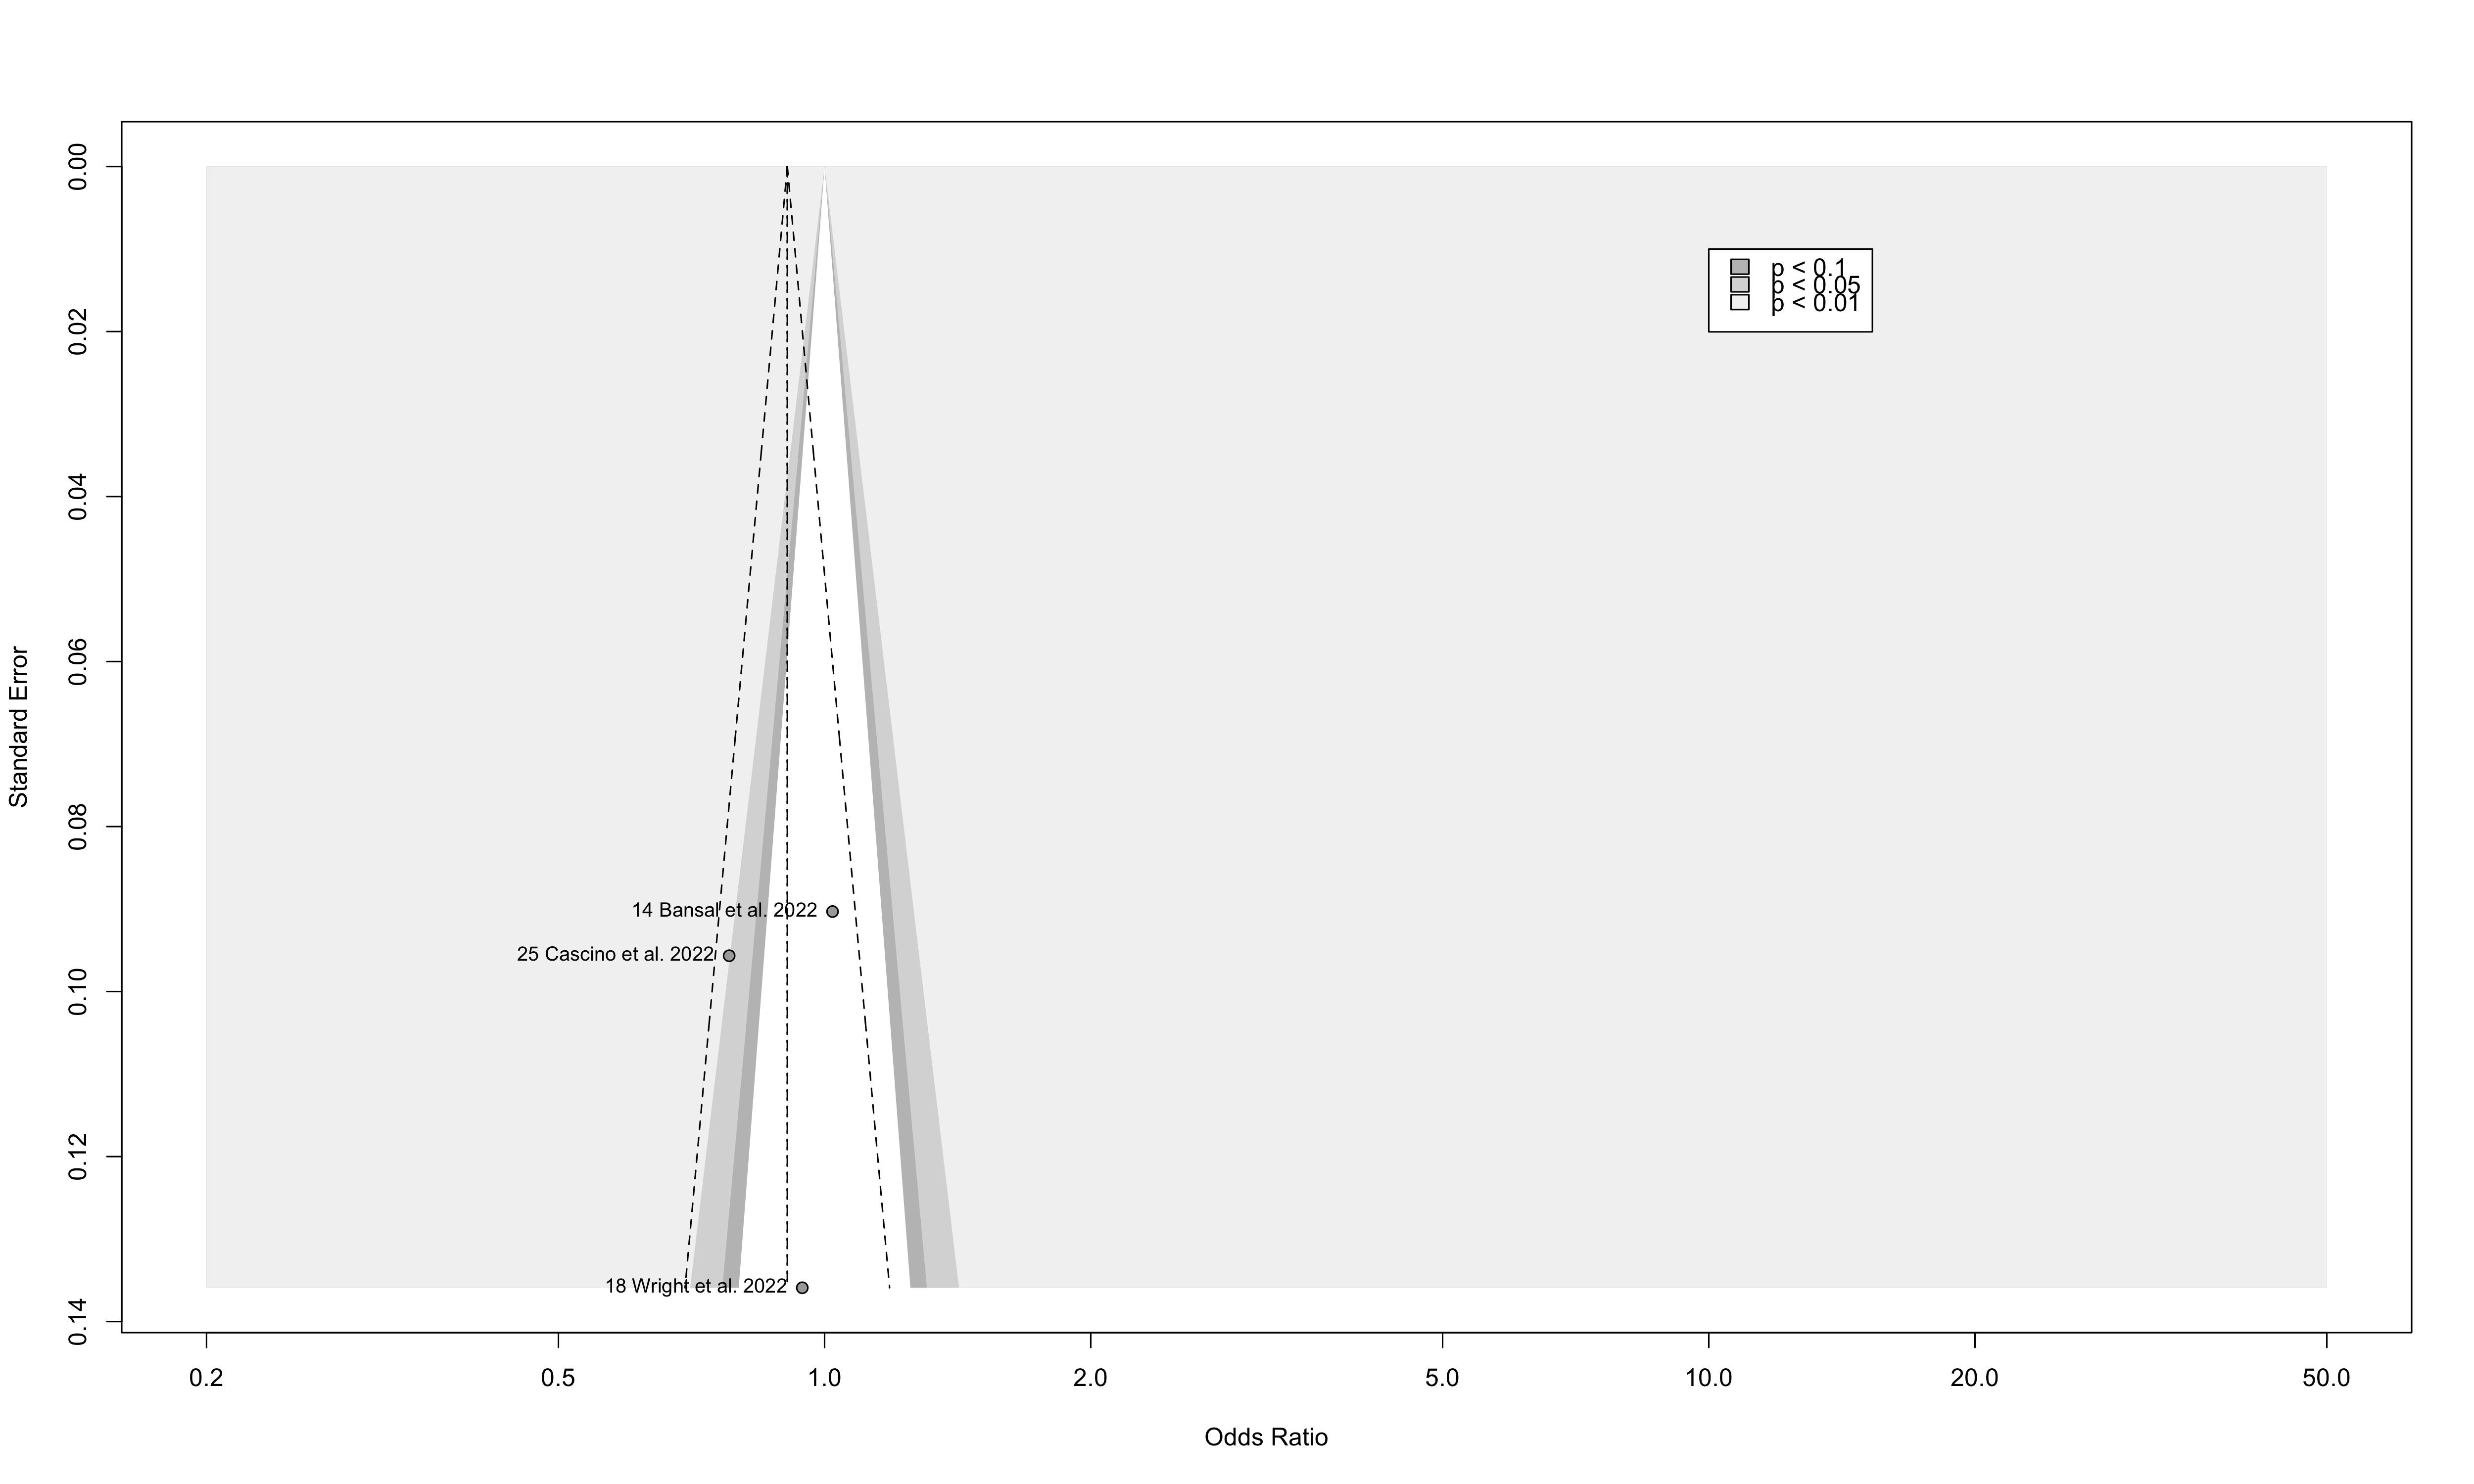 0.00
p < 0.1
p < 0.05
p < 0.01
0.02
0.04
0.06
Standard Error
0.08
14 Bansal et al. 2022
25 Cascino et al. 2022
0.10
0.12
18 Wright et al. 2022
0.14
0.2 0.5 1.0 2.0 5.0 10.0 20.0 50.0
Odds Ratio